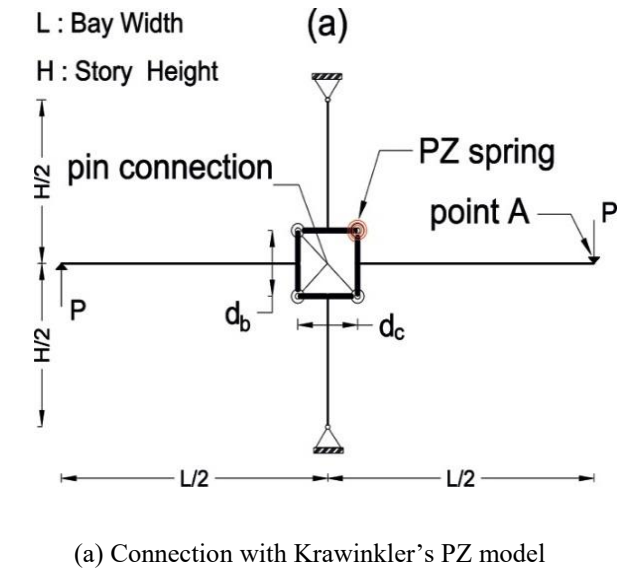 L : Bay Width
(a)
H : Story Height
H/2
pin connection
PZ spring
point A
P
P
d_b
d_c
H/2
L/2
L/2
(a) Connection with Krawinkler’s PZ model